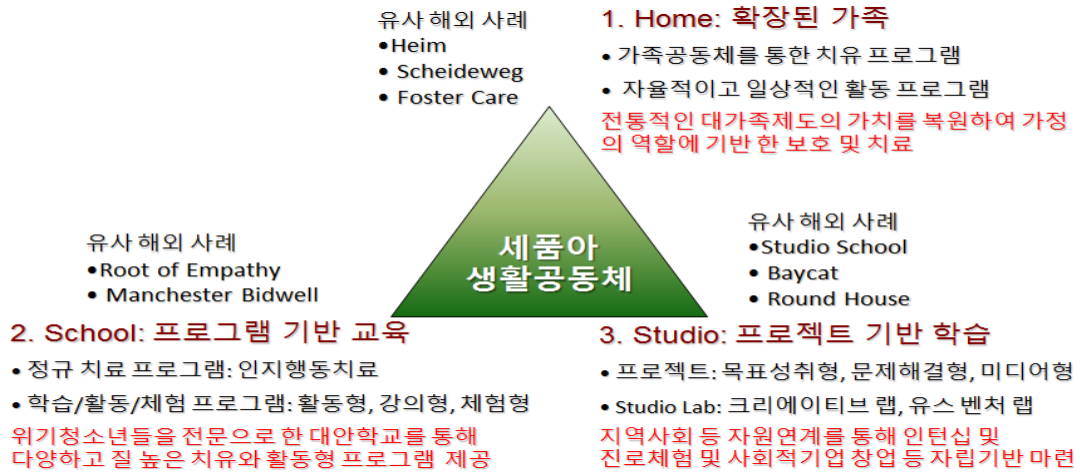 유사 해외 사례
•Heim
• Scheideweg
• Foster Care
1. Home: 확장된 가족
• 가족공동체를 통한 치유 프로그램
• 자율적이고 일상적인 활동 프로그램
전통적인 대가족제도의 가치를 복원하여 가정
의 역할에 기반 한 보호 및 치료
세품아
생활공동체
유사 해외 사례
•Root of Empathy
• Manchester Bidwell
유사 해외 사례
•Studio School
• Baycat
• Round House
2. School: 프로그램 기반 교육
• 정규 치료 프로그램: 인지행동치료
• 학습/활동/체험 프로그램: 활동형, 강의형, 체험형
위기청소년들을 전문으로 한 대안학교를 통해
다양하고 질 높은 치유와 활동형 프로그램 제공
3. Studio: 프로젝트 기반 학습
• 프로젝트: 목표성취형, 문제해결형, 미디어형
• Studio Lab: 크리에이티브 랩, 유스 벤처 랩
지역사회 등 자원연계를 통해 인턴십 및
진로체험 및 사회적기업 창업 등 자립기반 마련